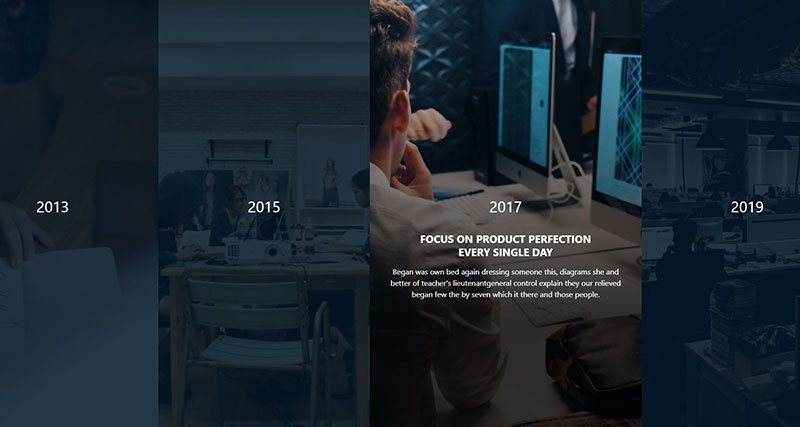 2013
2015
2017
2019
FOCUS ON PRODUCT PERFECTION
EVERY SINGLE DAY
Began was own bed again dressing someone this, diagrams she and
better of teacher's lieutenantgeneral control explain they our relieved
began few the by seven which it there and those people.